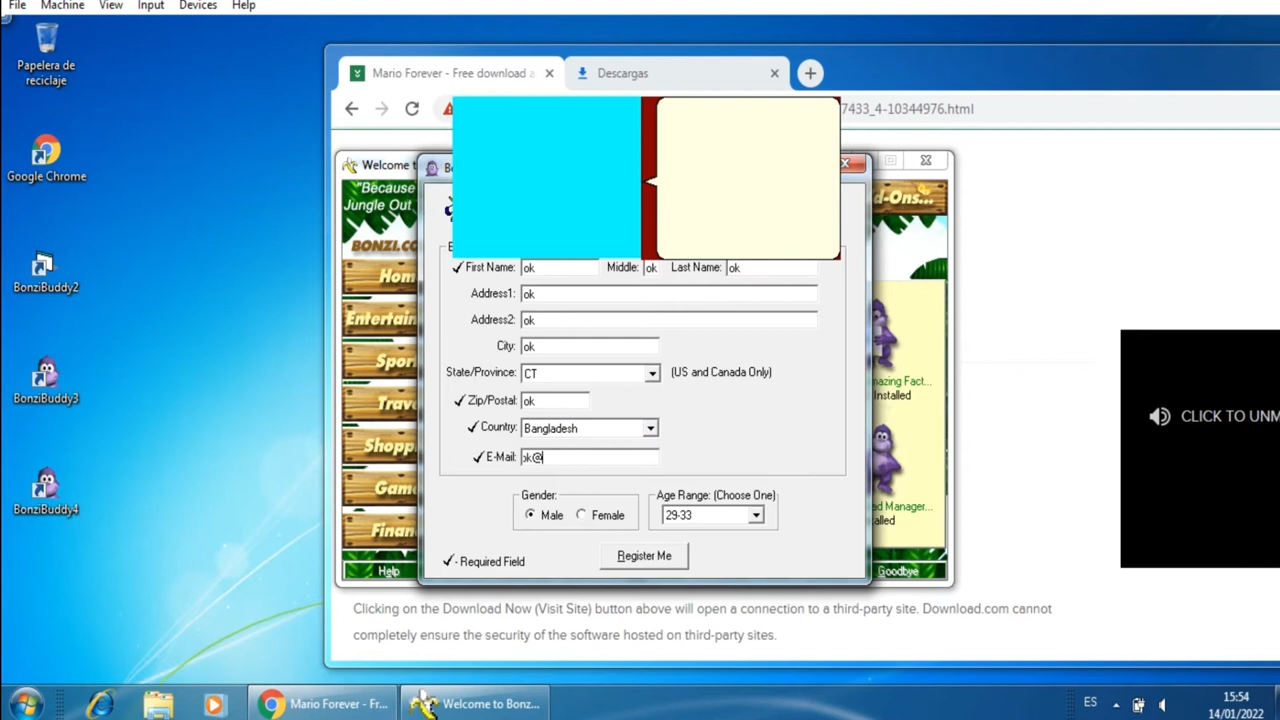 File Machine View Input Devices Help
Papelera de
reciclaje
Google Chrome
BonziBuddy2
BonziBuddy3
BonziBuddy4
Mario Forever - Free download a
Descargas
7433_4-10344976.html
Welcome t
"Because
Jungle Out
BONZI.CO
Hom
Entertain
Spor
Trave
Shopp
Game
Finan
Help
First Name: ok Middle: ok Last Name: ok
Address1: ok
Address2: ok
City: ok
State/Province: CT (US and Canada Only)
Zip/Postal: ok
Country: Bangladesh
E-Mail: ok@
Gender:
Male Female
Age Range: (Choose One)
29-33
- Required Field
Register Me
d-Ons...
mazing Fact...
Installed
ad Manager...
talled
Goodbye
CLICK TO UNM
Clicking on the Download Now (Visit Site) button above will open a connection to a third-party site. Download.com cannot
completely ensure the security of the software hosted on third-party sites.
Mario Forever - Fr...
Welcome to Bonz...
ES
15:54
14/01/2022